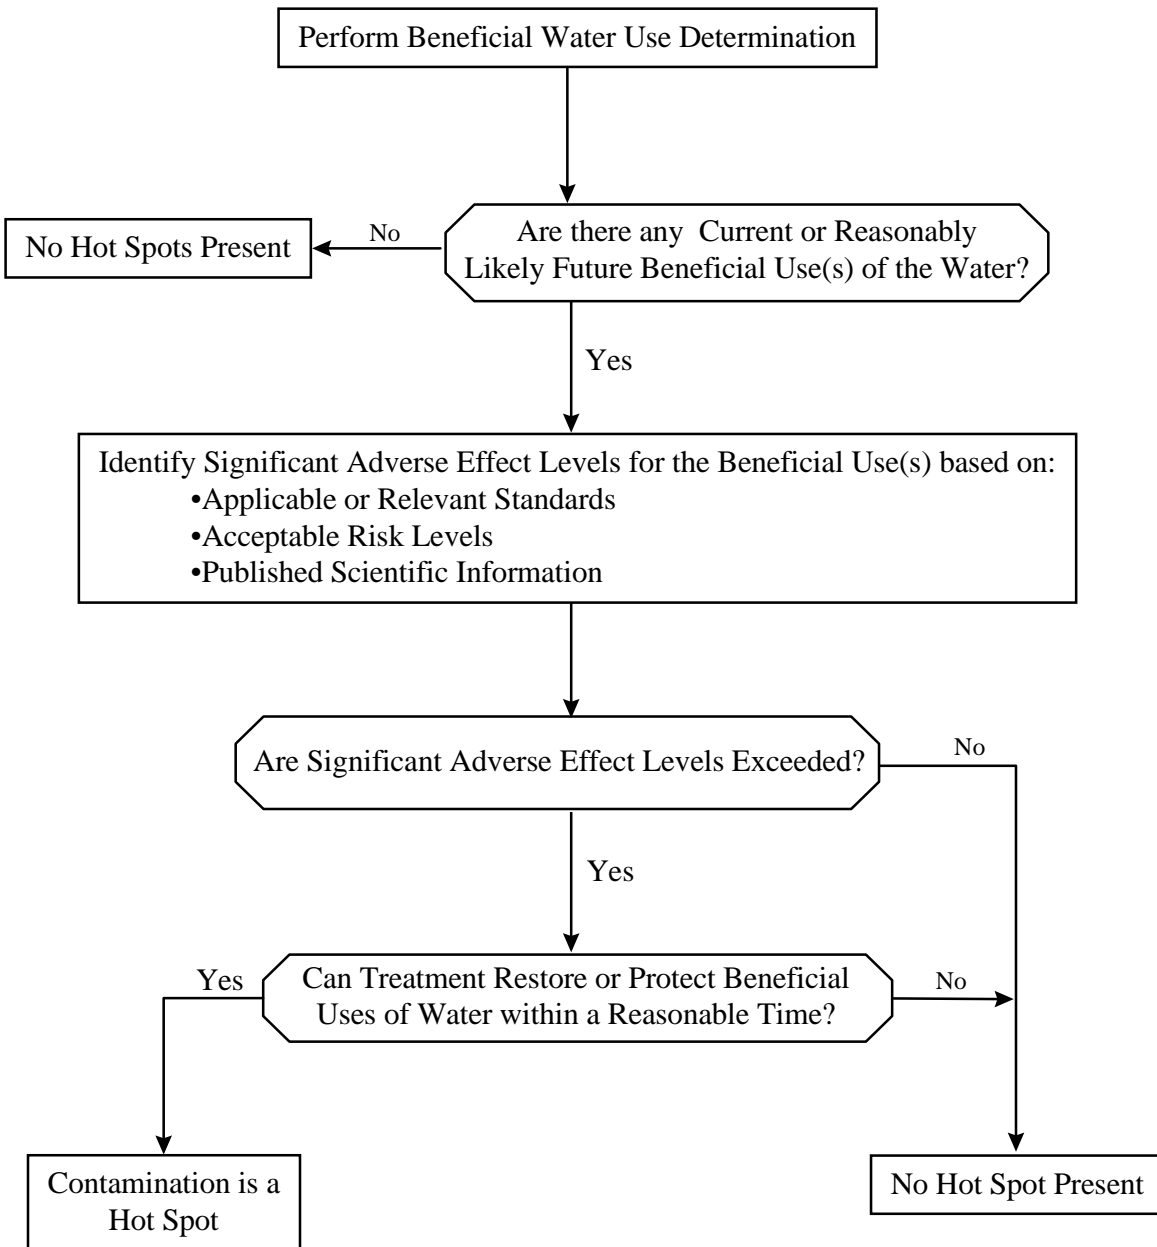 Perform Beneficial Water Use Determination
No Hot Spots Present
No
Are there any  Current or Reasonably
Likely Future Beneficial Use(s) of the Water?
Yes
Identify Significant Adverse Effect Levels for the Beneficial Use(s) based on:
•Applicable or Relevant Standards
•Acceptable Risk Levels
•Published Scientific Information
Are Significant Adverse Effect Levels Exceeded?
No
Yes
Yes
Can Treatment Restore or Protect Beneficial
Uses of Water within a Reasonable Time?
No
Contamination is a
Hot Spot
No Hot Spot Present